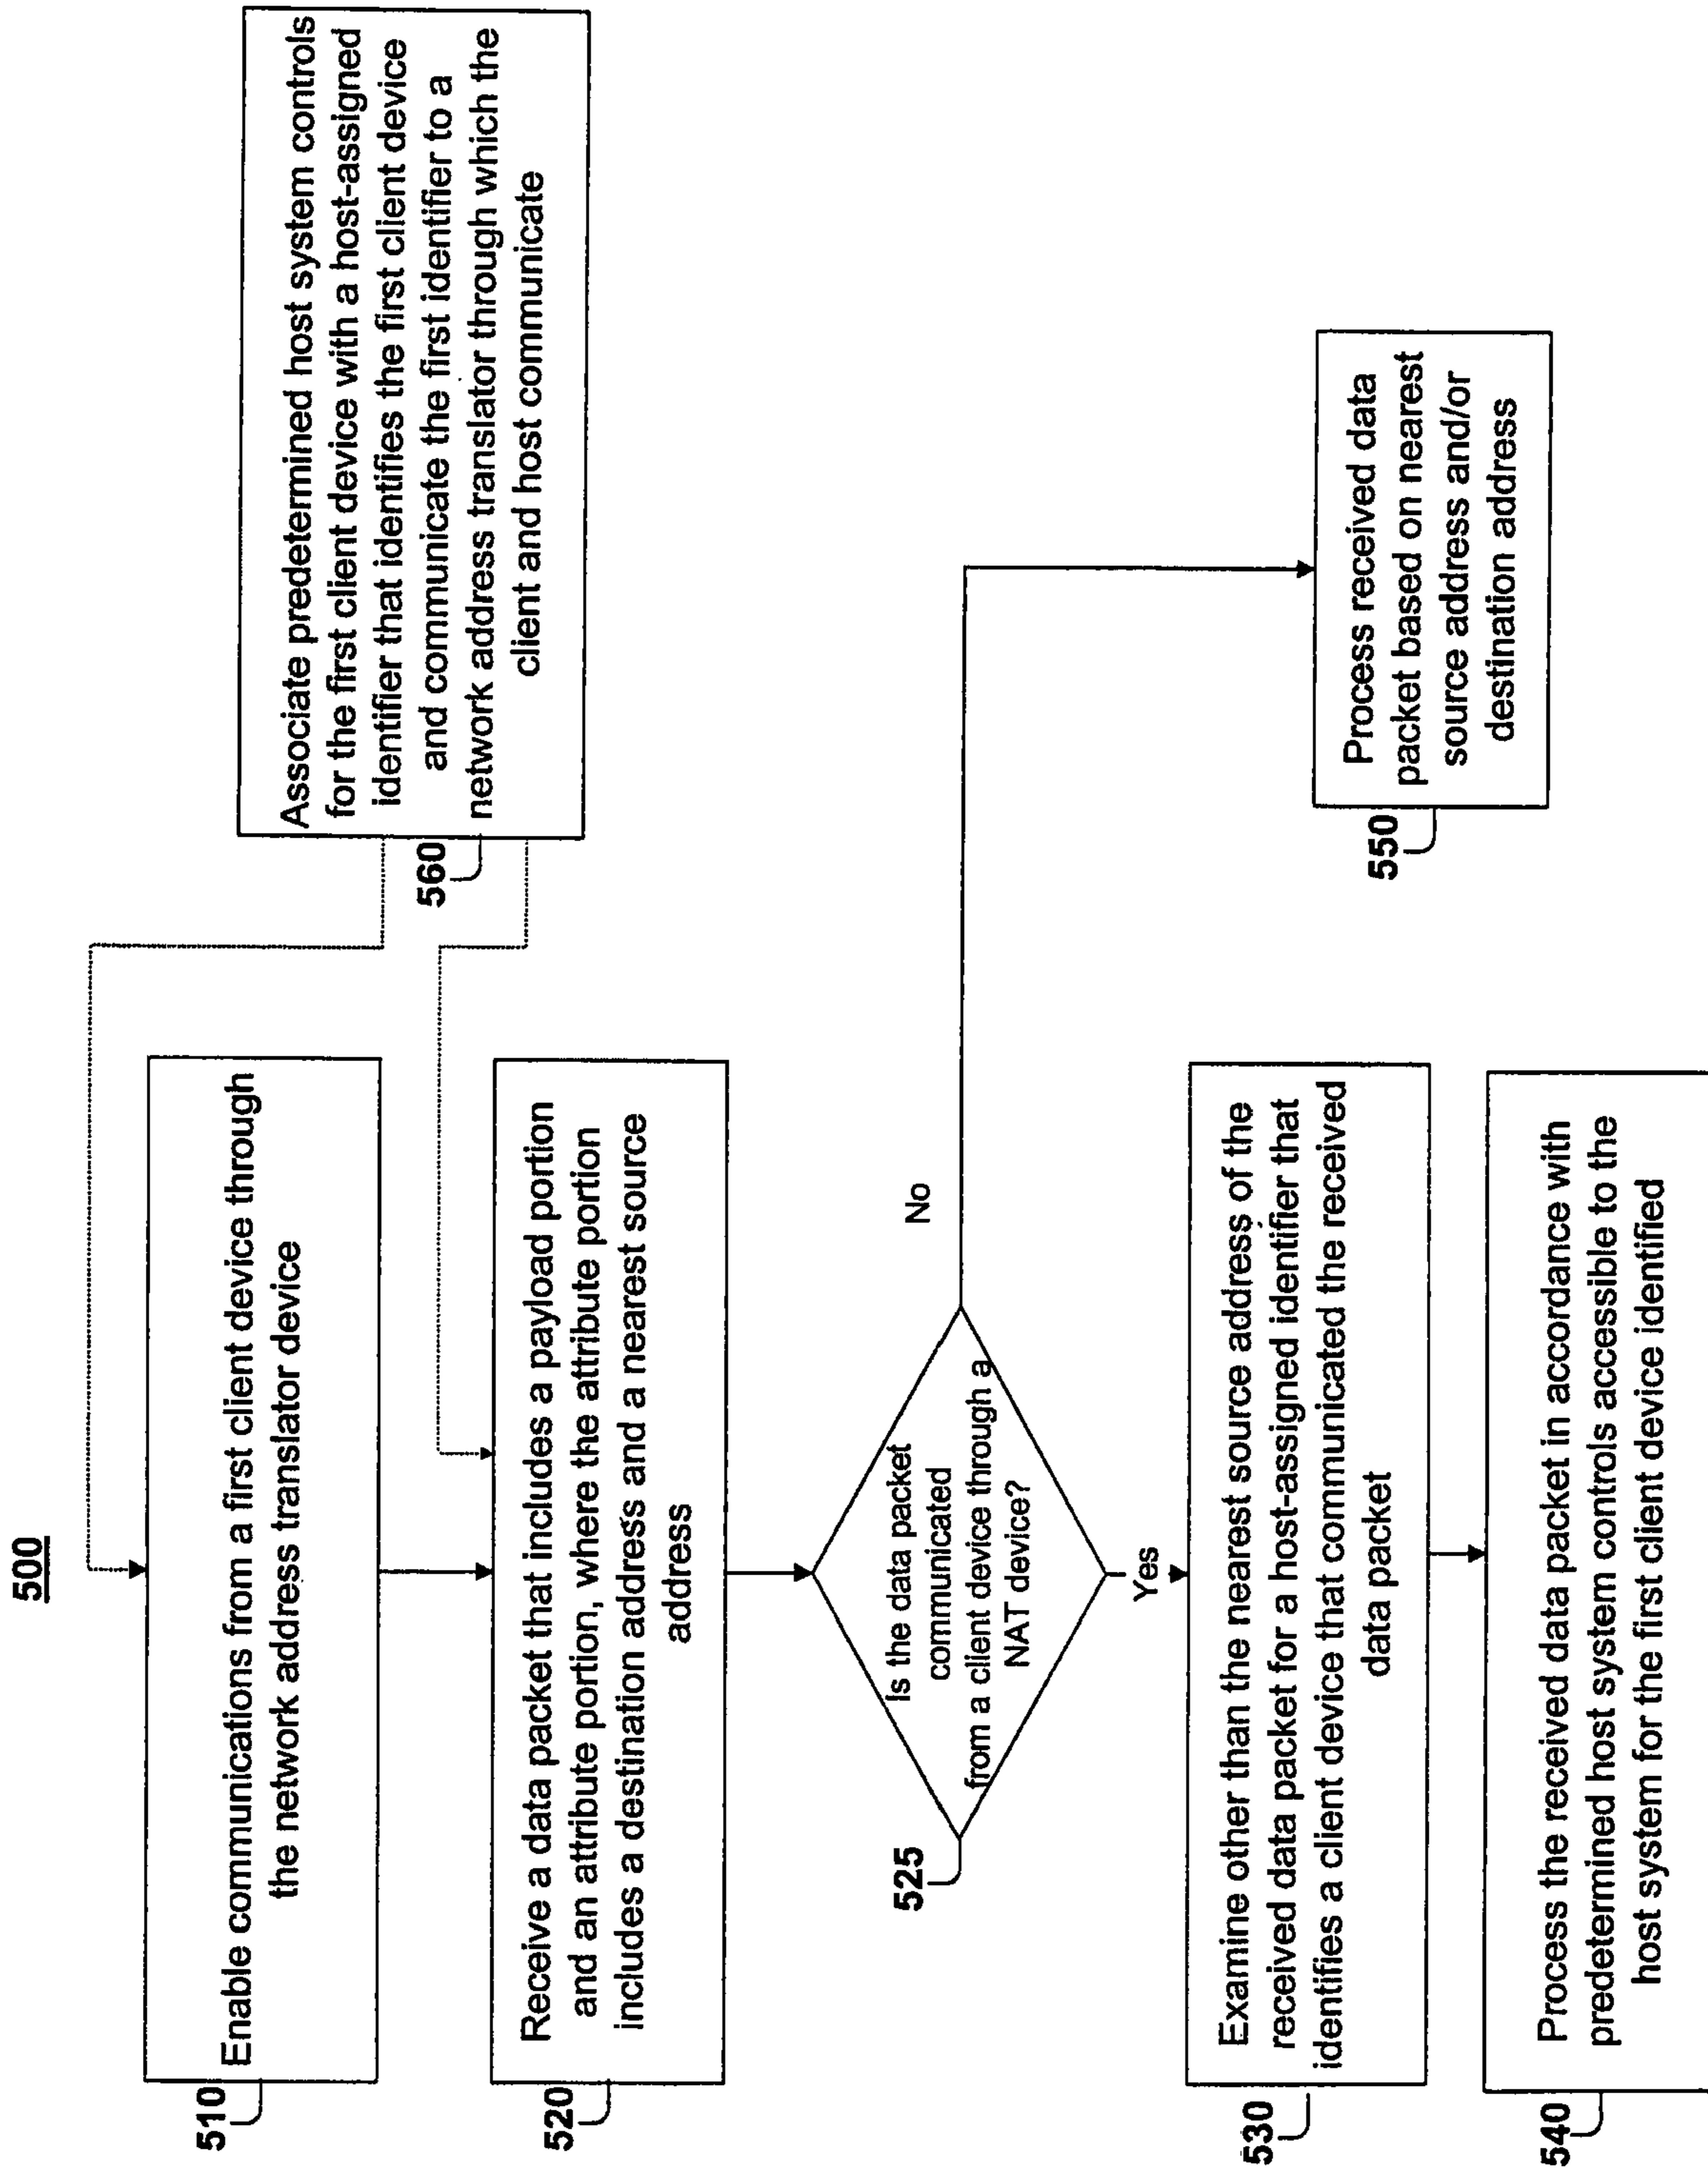 500
510
Enable communications from a first client device through
the network address translator device
560
Associate predetermined host system controls
for the first client device with a host-assigned
identifier that identifies the first client device
and communicate the first identifier to a
network address translator through which the
client and host communicate
520
Receive a data packet that includes a payload portion
and an attribute portion, where the attribute portion
includes a destination address and a nearest source
address
525
Is the data packet
communicated
from a client device through a
NAT device?
No
Yes
530
Examine other than the nearest source address of the
received data packet for a host-assigned identifier that
identifies a client device that communicated the received
data packet
550
Process received data
packet based on nearest
source address and/or
destination address
540
Process the received data packet in accordance with
predetermined host system controls accessible to the
host system for the first client device identified